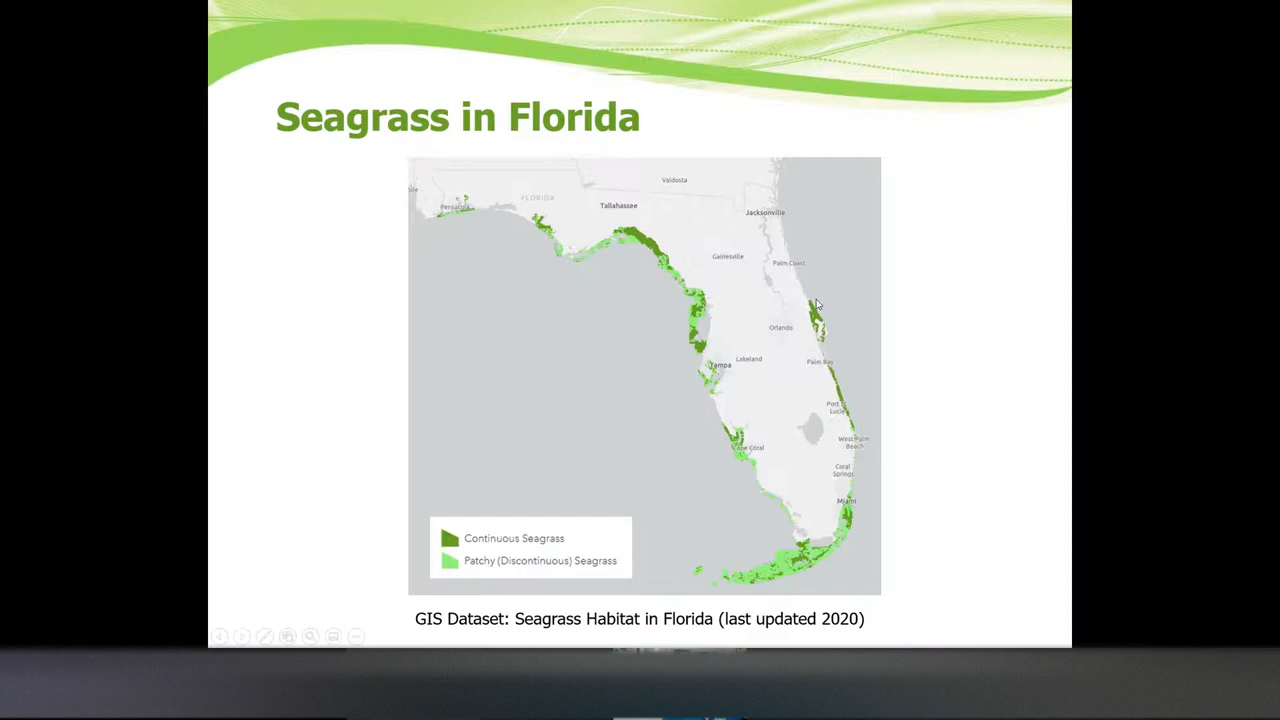 Seagrass in Florida
Valdosta
FLORIDA
Pensacola
Tallahassee
Jacksonville
Gainesville
Palm Coast
Orlando
Lakeland
Palm Bay
Tampa
Port St.
Lucie
West Palm
Beach
Cape Coral
Coral
Springs
Miami
Continuous Seagrass
Patchy (Discontinuous) Seagrass
GIS Dataset: Seagrass Habitat in Florida (last updated 2020)